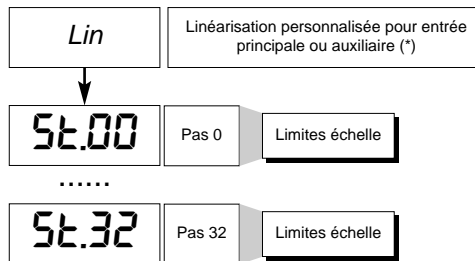 Lin
Linéarisation personnalisée pour entrée
principale ou auxiliaire (*)
St.00
Pas 0
Limites échelle
......
St.32
Pas 32
Limites échelle